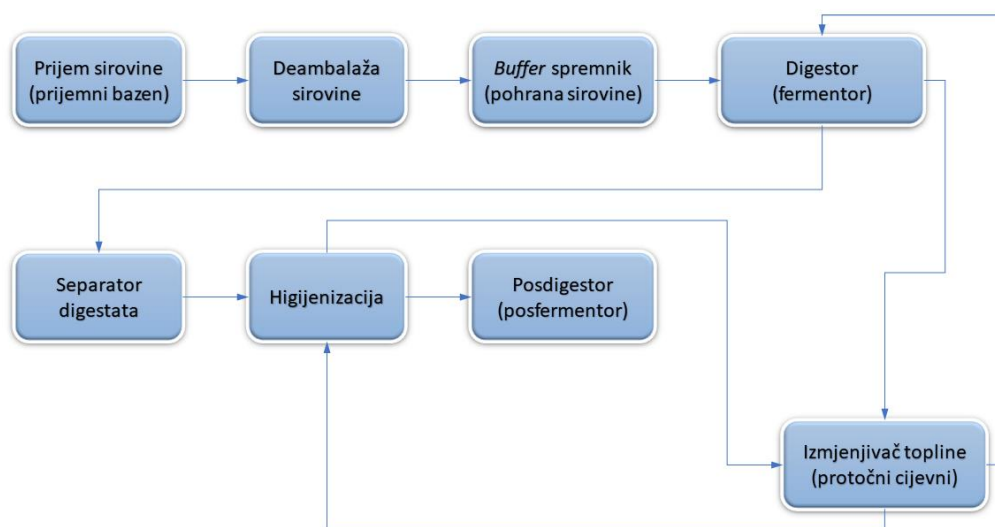 Prijem sirovine
(prijemni bazen)
Deambalaža
sirovine
Buffer spremnik
(pohrana sirovine)
Digestor
(fermentor)
Separator
digestata
Higijenizacija
Posdigestor
(posfermentor)
Izmjenjivač topline
(protočni cijevni)